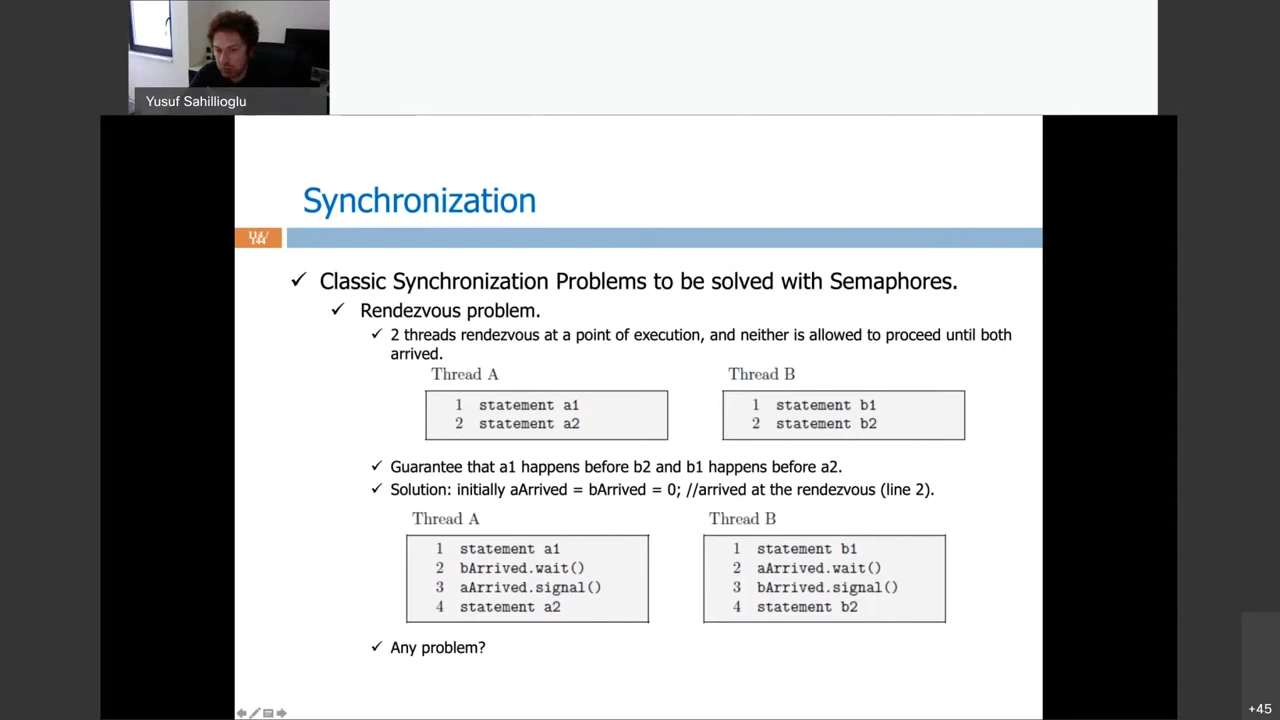 Yusuf Sahillioglu
Synchronization
144
✓ Classic Synchronization Problems to be solved with Semaphores.
✓ Rendezvous problem.
✓ 2 threads rendezvous at a point of execution, and neither is allowed to proceed until both
arrived.
Thread A
1 statement a1
2 statement a2
Thread B
1 statement b1
2 statement b2
✓ Guarantee that a1 happens before b2 and b1 happens before a2.
✓ Solution: initially aArrived = bArrived = 0; //arrived at the rendezvous (line 2).
Thread A
1 statement a1
2 bArrived.wait()
3 aArrived.signal()
4 statement a2
Thread B
1 statement b1
2 aArrived.wait()
3 bArrived.signal()
4 statement b2
✓ Any problem?
+45